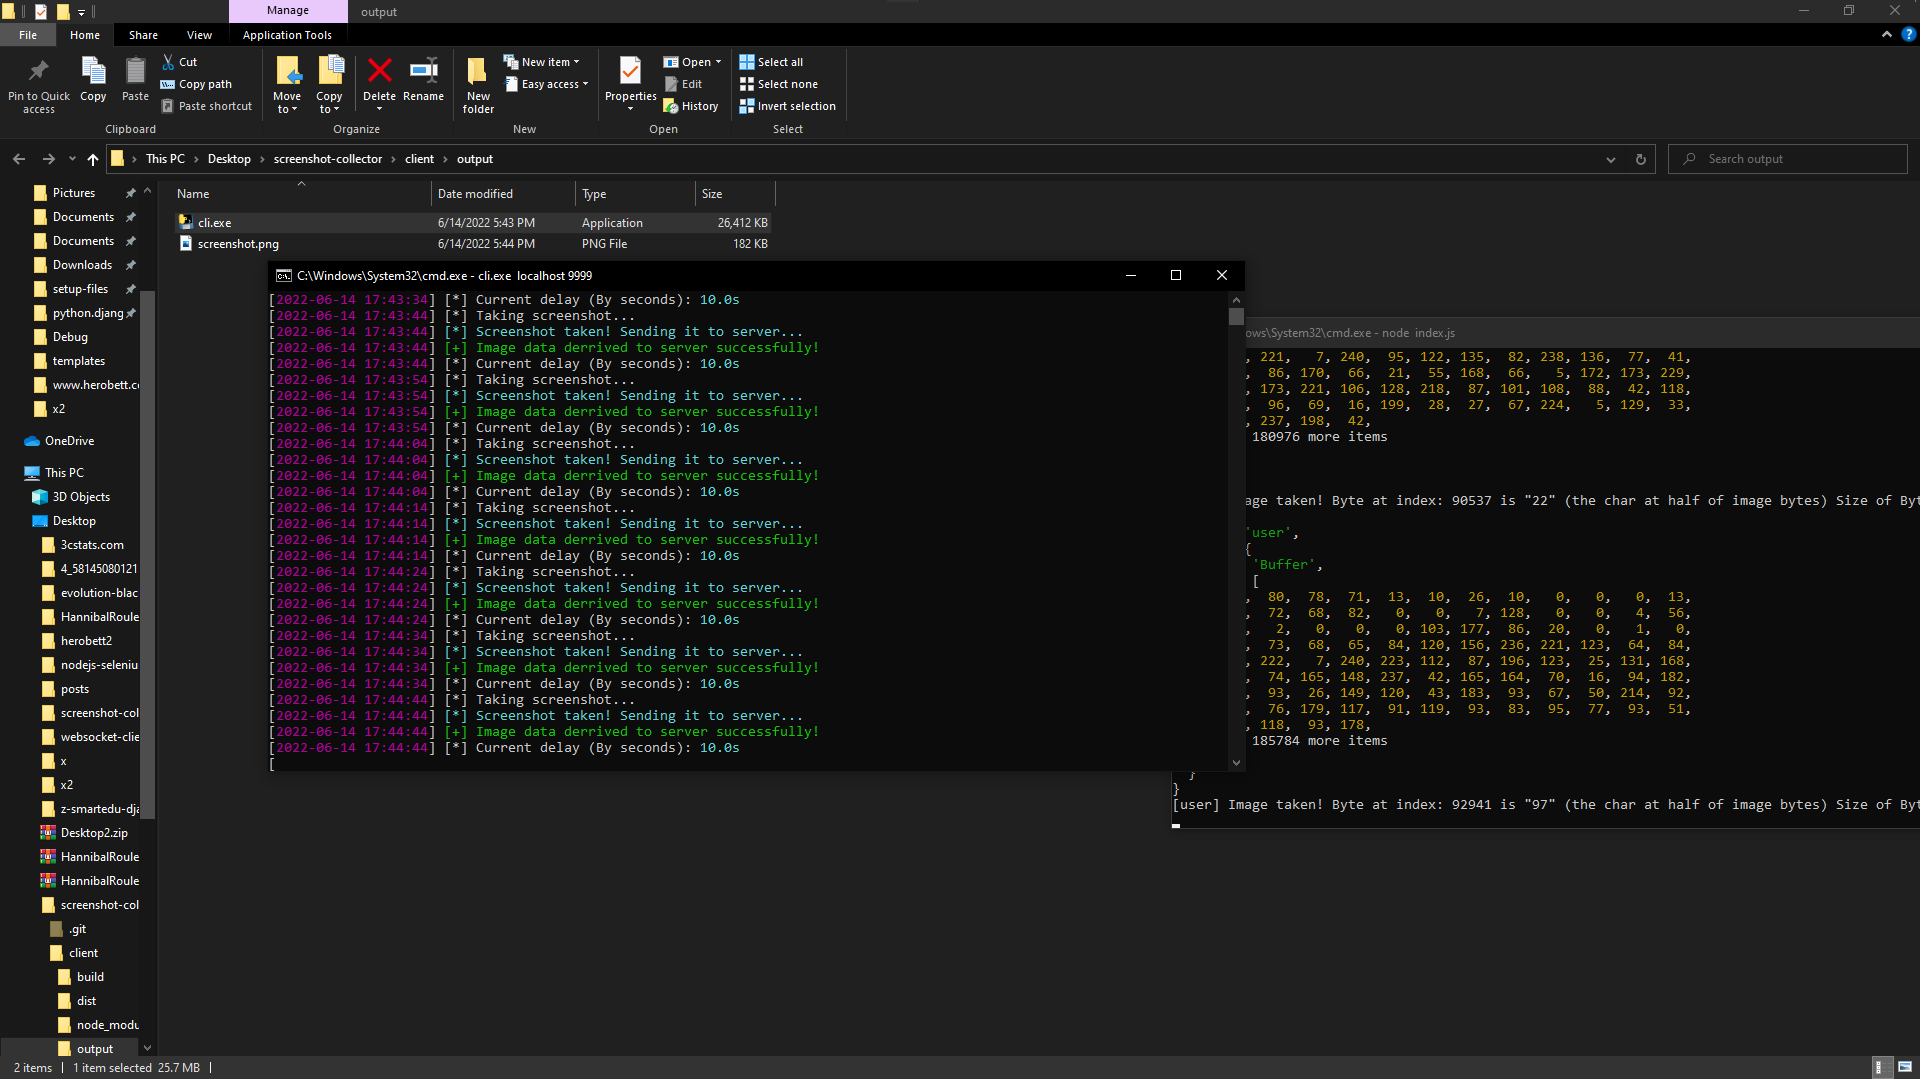 Manage
output
File
Home
Share
View
Application Tools
Pin to Quick access
Copy
Paste
Cut
Copy path
Paste shortcut
Clipboard
Move to
Copy to
Delete
Rename
Organize
New folder
New item
Easy access
New
Properties
Open
Edit
History
Open
Select all
Select none
Invert selection
Select
This PC > Desktop > screenshot-collector > client > output
Search output
Name Date modified Type Size
cli.exe 6/14/2022 5:43 PM Application 26,412 KB
screenshot.png 6/14/2022 5:44 PM PNG File 182 KB
Pictures
Documents
Documents
Downloads
setup-files
python.djang
Debug
templates
www.herobett.c
x2
OneDrive
This PC
3D Objects
Desktop
3cstats.com
4_58145080121
evolution-blac
HannibalRoule
herobett2
nodejs-seleniu
posts
screenshot-col
websocket-clie
x
x2
z-smartedu-dja
Desktop2.zip
HannibalRoule
HannibalRoule
screenshot-col
.git
client
build
dist
node_modu
output
C:\Windows\System32\cmd.exe - cli.exe localhost 9999
[2022-06-14 17:43:34] [*] Current delay (By seconds): 10.0s
[2022-06-14 17:43:44] [*] Taking screenshot...
[2022-06-14 17:43:44] [*] Screenshot taken! Sending it to server...
[2022-06-14 17:43:44] [+] Image data derrived to server successfully!
[2022-06-14 17:43:44] [*] Current delay (By seconds): 10.0s
[2022-06-14 17:43:54] [*] Taking screenshot...
[2022-06-14 17:43:54] [*] Screenshot taken! Sending it to server...
[2022-06-14 17:43:54] [+] Image data derrived to server successfully!
[2022-06-14 17:43:54] [*] Current delay (By seconds): 10.0s
[2022-06-14 17:44:04] [*] Taking screenshot...
[2022-06-14 17:44:04] [*] Screenshot taken! Sending it to server...
[2022-06-14 17:44:04] [+] Image data derrived to server successfully!
[2022-06-14 17:44:04] [*] Current delay (By seconds): 10.0s
[2022-06-14 17:44:14] [*] Taking screenshot...
[2022-06-14 17:44:14] [*] Screenshot taken! Sending it to server...
[2022-06-14 17:44:14] [+] Image data derrived to server successfully!
[2022-06-14 17:44:14] [*] Current delay (By seconds): 10.0s
[2022-06-14 17:44:24] [*] Taking screenshot...
[2022-06-14 17:44:24] [*] Screenshot taken! Sending it to server...
[2022-06-14 17:44:24] [+] Image data derrived to server successfully!
[2022-06-14 17:44:24] [*] Current delay (By seconds): 10.0s
[2022-06-14 17:44:34] [*] Taking screenshot...
[2022-06-14 17:44:34] [*] Screenshot taken! Sending it to server...
[2022-06-14 17:44:34] [+] Image data derrived to server successfully!
[2022-06-14 17:44:34] [*] Current delay (By seconds): 10.0s
[2022-06-14 17:44:44] [*] Taking screenshot...
[2022-06-14 17:44:44] [*] Screenshot taken! Sending it to server...
[2022-06-14 17:44:44] [+] Image data derrived to server successfully!
[2022-06-14 17:44:44] [*] Current delay (By seconds): 10.0s
[
ows\System32\cmd.exe - node index.js
, 221, 7, 240, 95, 122, 135, 82, 238, 136, 77, 41,
, 86, 170, 66, 21, 55, 168, 66, 5, 172, 173, 229,
, 173, 221, 106, 128, 218, 87, 101, 108, 88, 42, 118,
, 96, 69, 16, 199, 28, 27, 67, 224, 5, 129, 33,
, 237, 198, 42,
180976 more items
age taken! Byte at index: 90537 is "22" (the char at half of image bytes) Size of Byt
'user',
{
'Buffer',
[
, 80, 78, 71, 13, 10, 26, 10, 0, 0, 0, 13,
, 72, 68, 82, 0, 0, 7, 128, 0, 0, 4, 56,
, 2, 0, 0, 0, 103, 177, 86, 20, 0, 1, 0,
, 73, 68, 65, 84, 120, 156, 236, 221, 123, 64, 84,
, 222, 7, 240, 223, 112, 87, 196, 123, 25, 131, 168,
, 74, 165, 148, 237, 42, 165, 164, 70, 16, 94, 182,
, 93, 26, 149, 120, 43, 183, 93, 67, 50, 214, 92,
, 76, 179, 117, 91, 119, 93, 83, 95, 77, 93, 51,
, 118, 93, 178,
185784 more items
}
}
[user] Image taken! Byte at index: 92941 is "97" (the char at half of image bytes) Size of Byt
2 items
1 item selected 25.7 MB